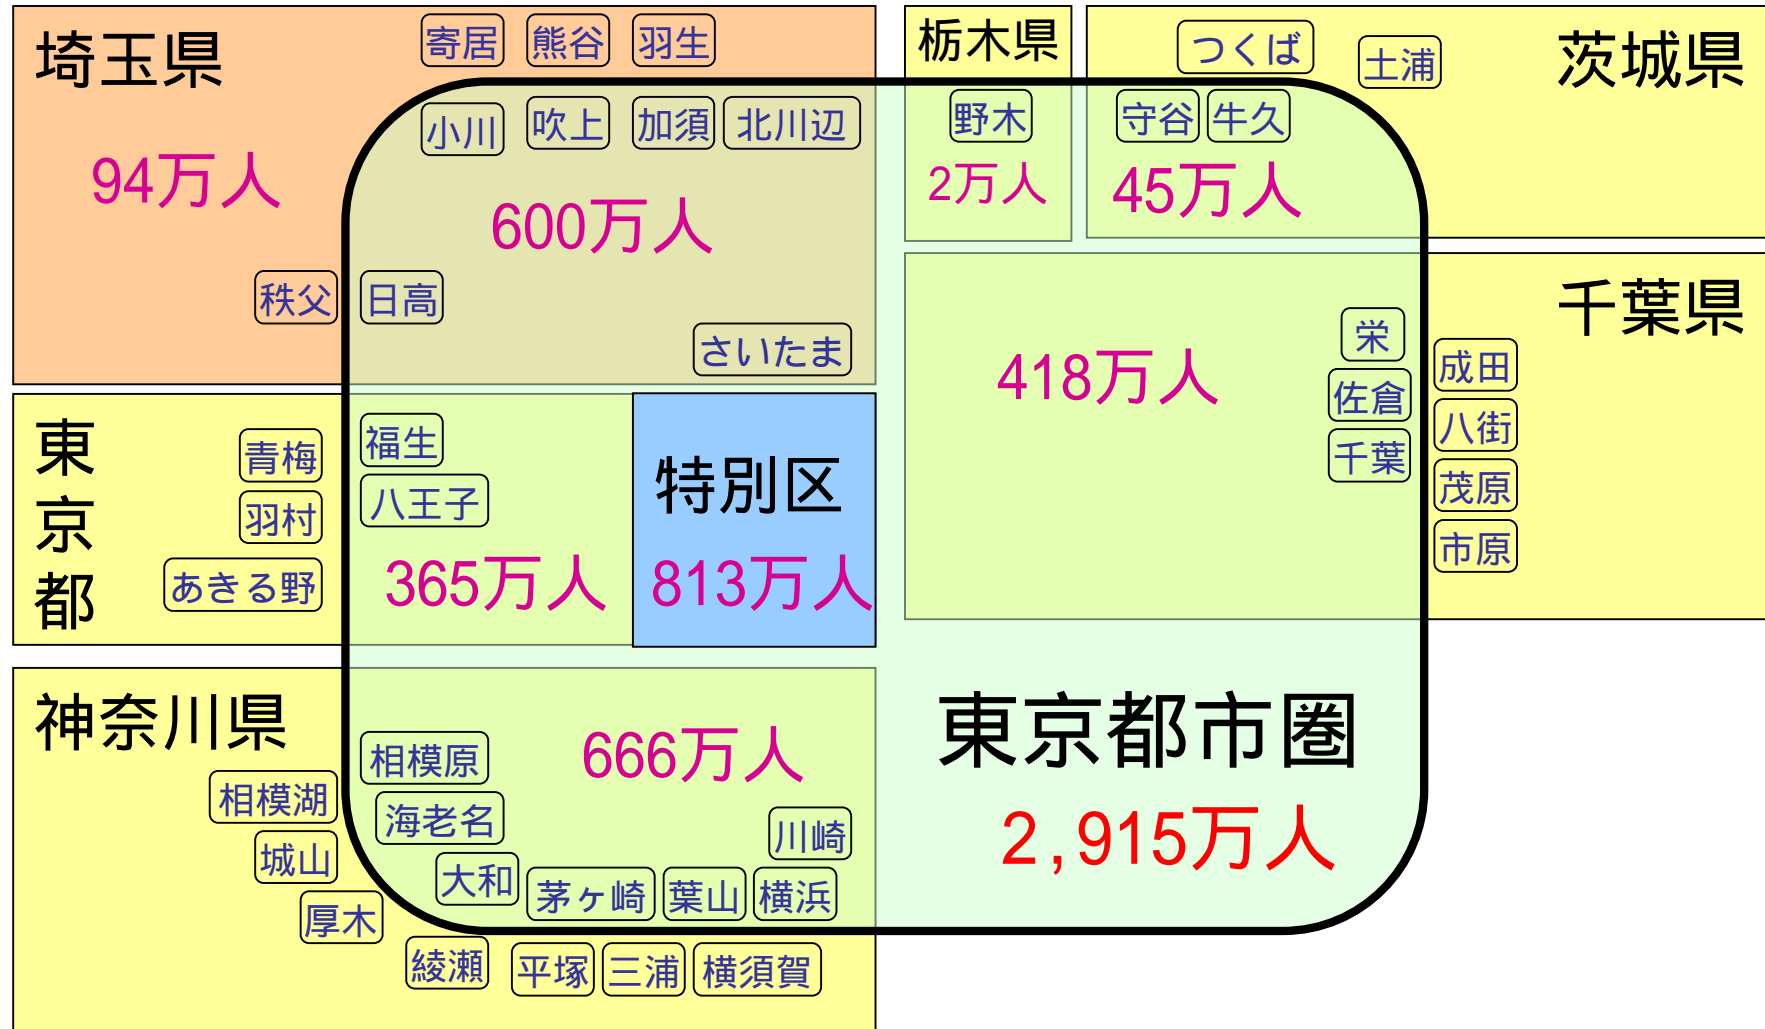 埼玉県
寄居 熊谷 羽生
小川 吹上 加須 北川辺
94万人
600万人
秩父 日高
さいたま
栃木県
野木
2万人
つくば 土浦 茨城県
守谷 牛久
45万人
千葉県
418万人
栄
佐倉
千葉
成田
八街
茂原
市原
東京都
青梅
羽村
あきる野
福生
八王子
365万人
特別区
813万人
神奈川県
相模原 666万人
相模湖 海老名 川崎
城山 大和 茅ヶ崎 葉山 横浜
厚木
綾瀬 平塚 三浦 横須賀
東京都市圏
2,915万人